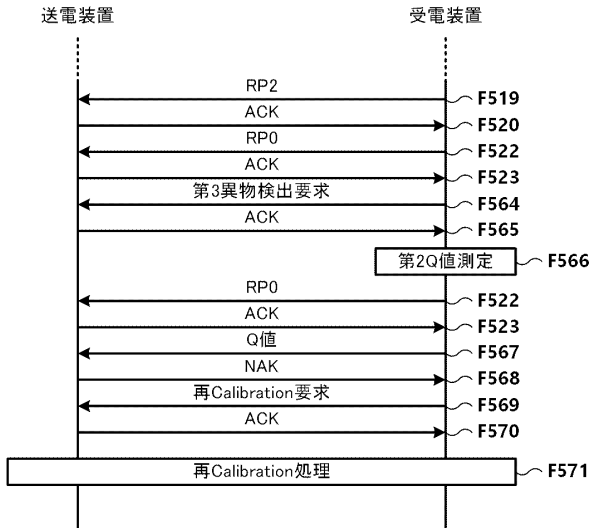 送電装置 受電装置
RP2 F519
ACK F520
RP0 F522
ACK F523
第3異物検出要求 F564
ACK F565
第2Q値測定 F566
RP0 F522
ACK F523
Q値 F567
NAK F568
再Calibration要求 F569
ACK F570
再Calibration処理 F571